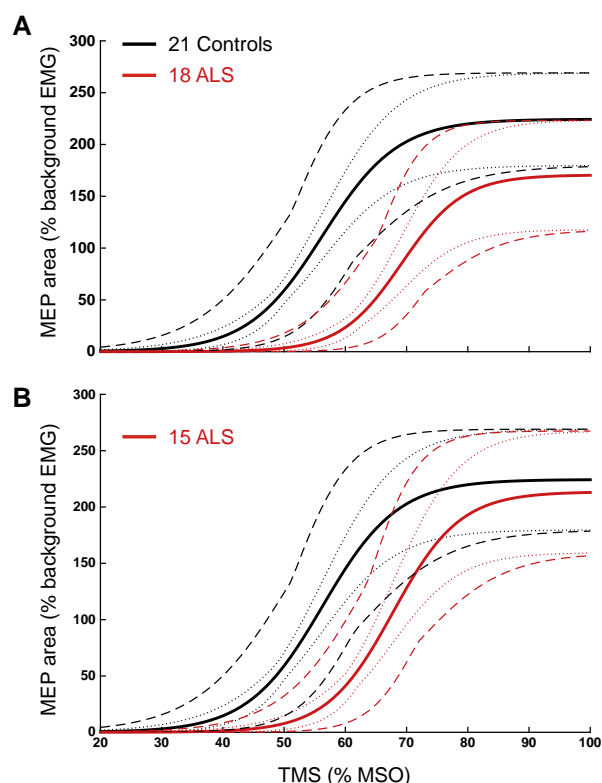 A
300
250
200
150
100
50
0
MEP area (% background EMG)
21 Controls
18 ALS
B
300
250
200
150
100
50
0
MEP area (% background EMG)
15 ALS
20 30 40 50 60 70 80 90 100
TMS (% MSO)